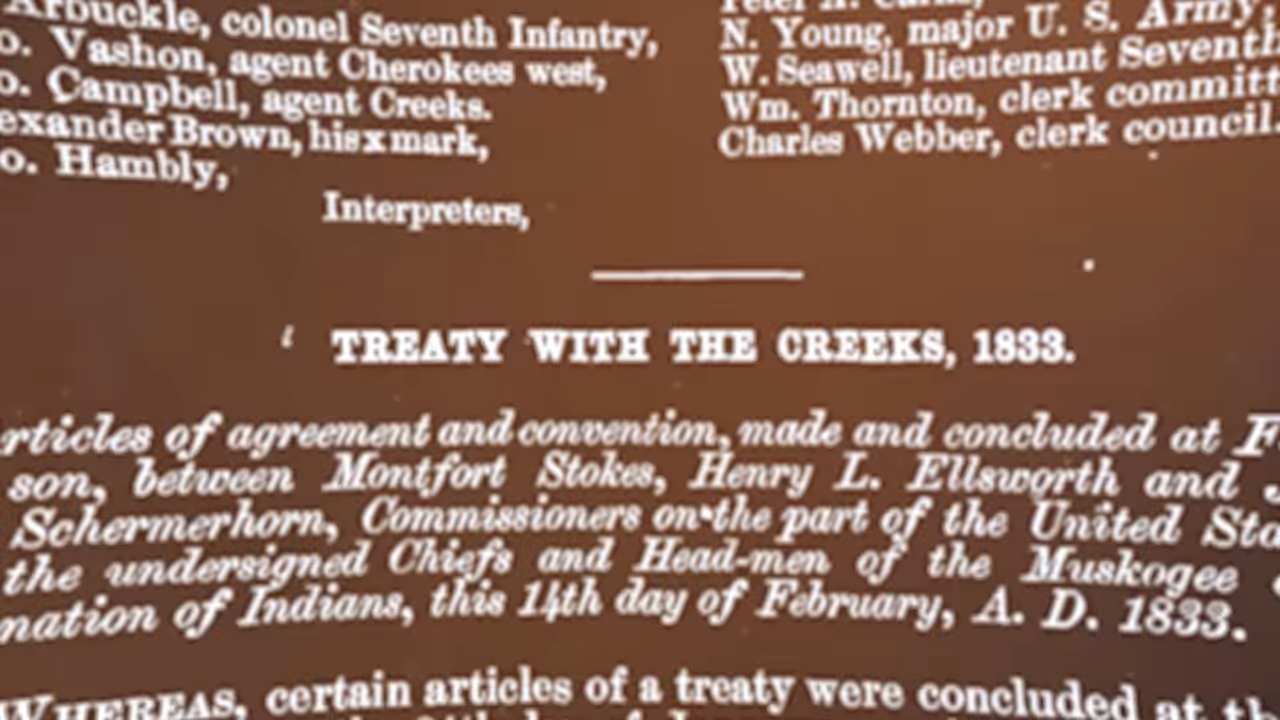 Arbuckle, colonel Seventh Infantry,
o. Vashon, agent Cherokees west,
o. Campbell, agent Creeks.
exander Brown, his x mark,
o. Hambly,
Interpreters,
N. Young, major U. S. Army,
W. Seawell, lieutenant Seventh
Wm. Thornton, clerk committ
Charles Webber, clerk council.
TREATY WITH THE CREEKS, 1833.
rticles of agreement and convention, made and concluded at F
son, between Montfort Stokes, Henry L. Ellsworth and
Schermerhorn, Commissioners on the part of the United Sta
the undersigned Chiefs and Head-men of the Muskogee
nation of Indians, this 14th day of February, A. D. 1833.
WHEREAS, certain articles of a treaty were concluded at th